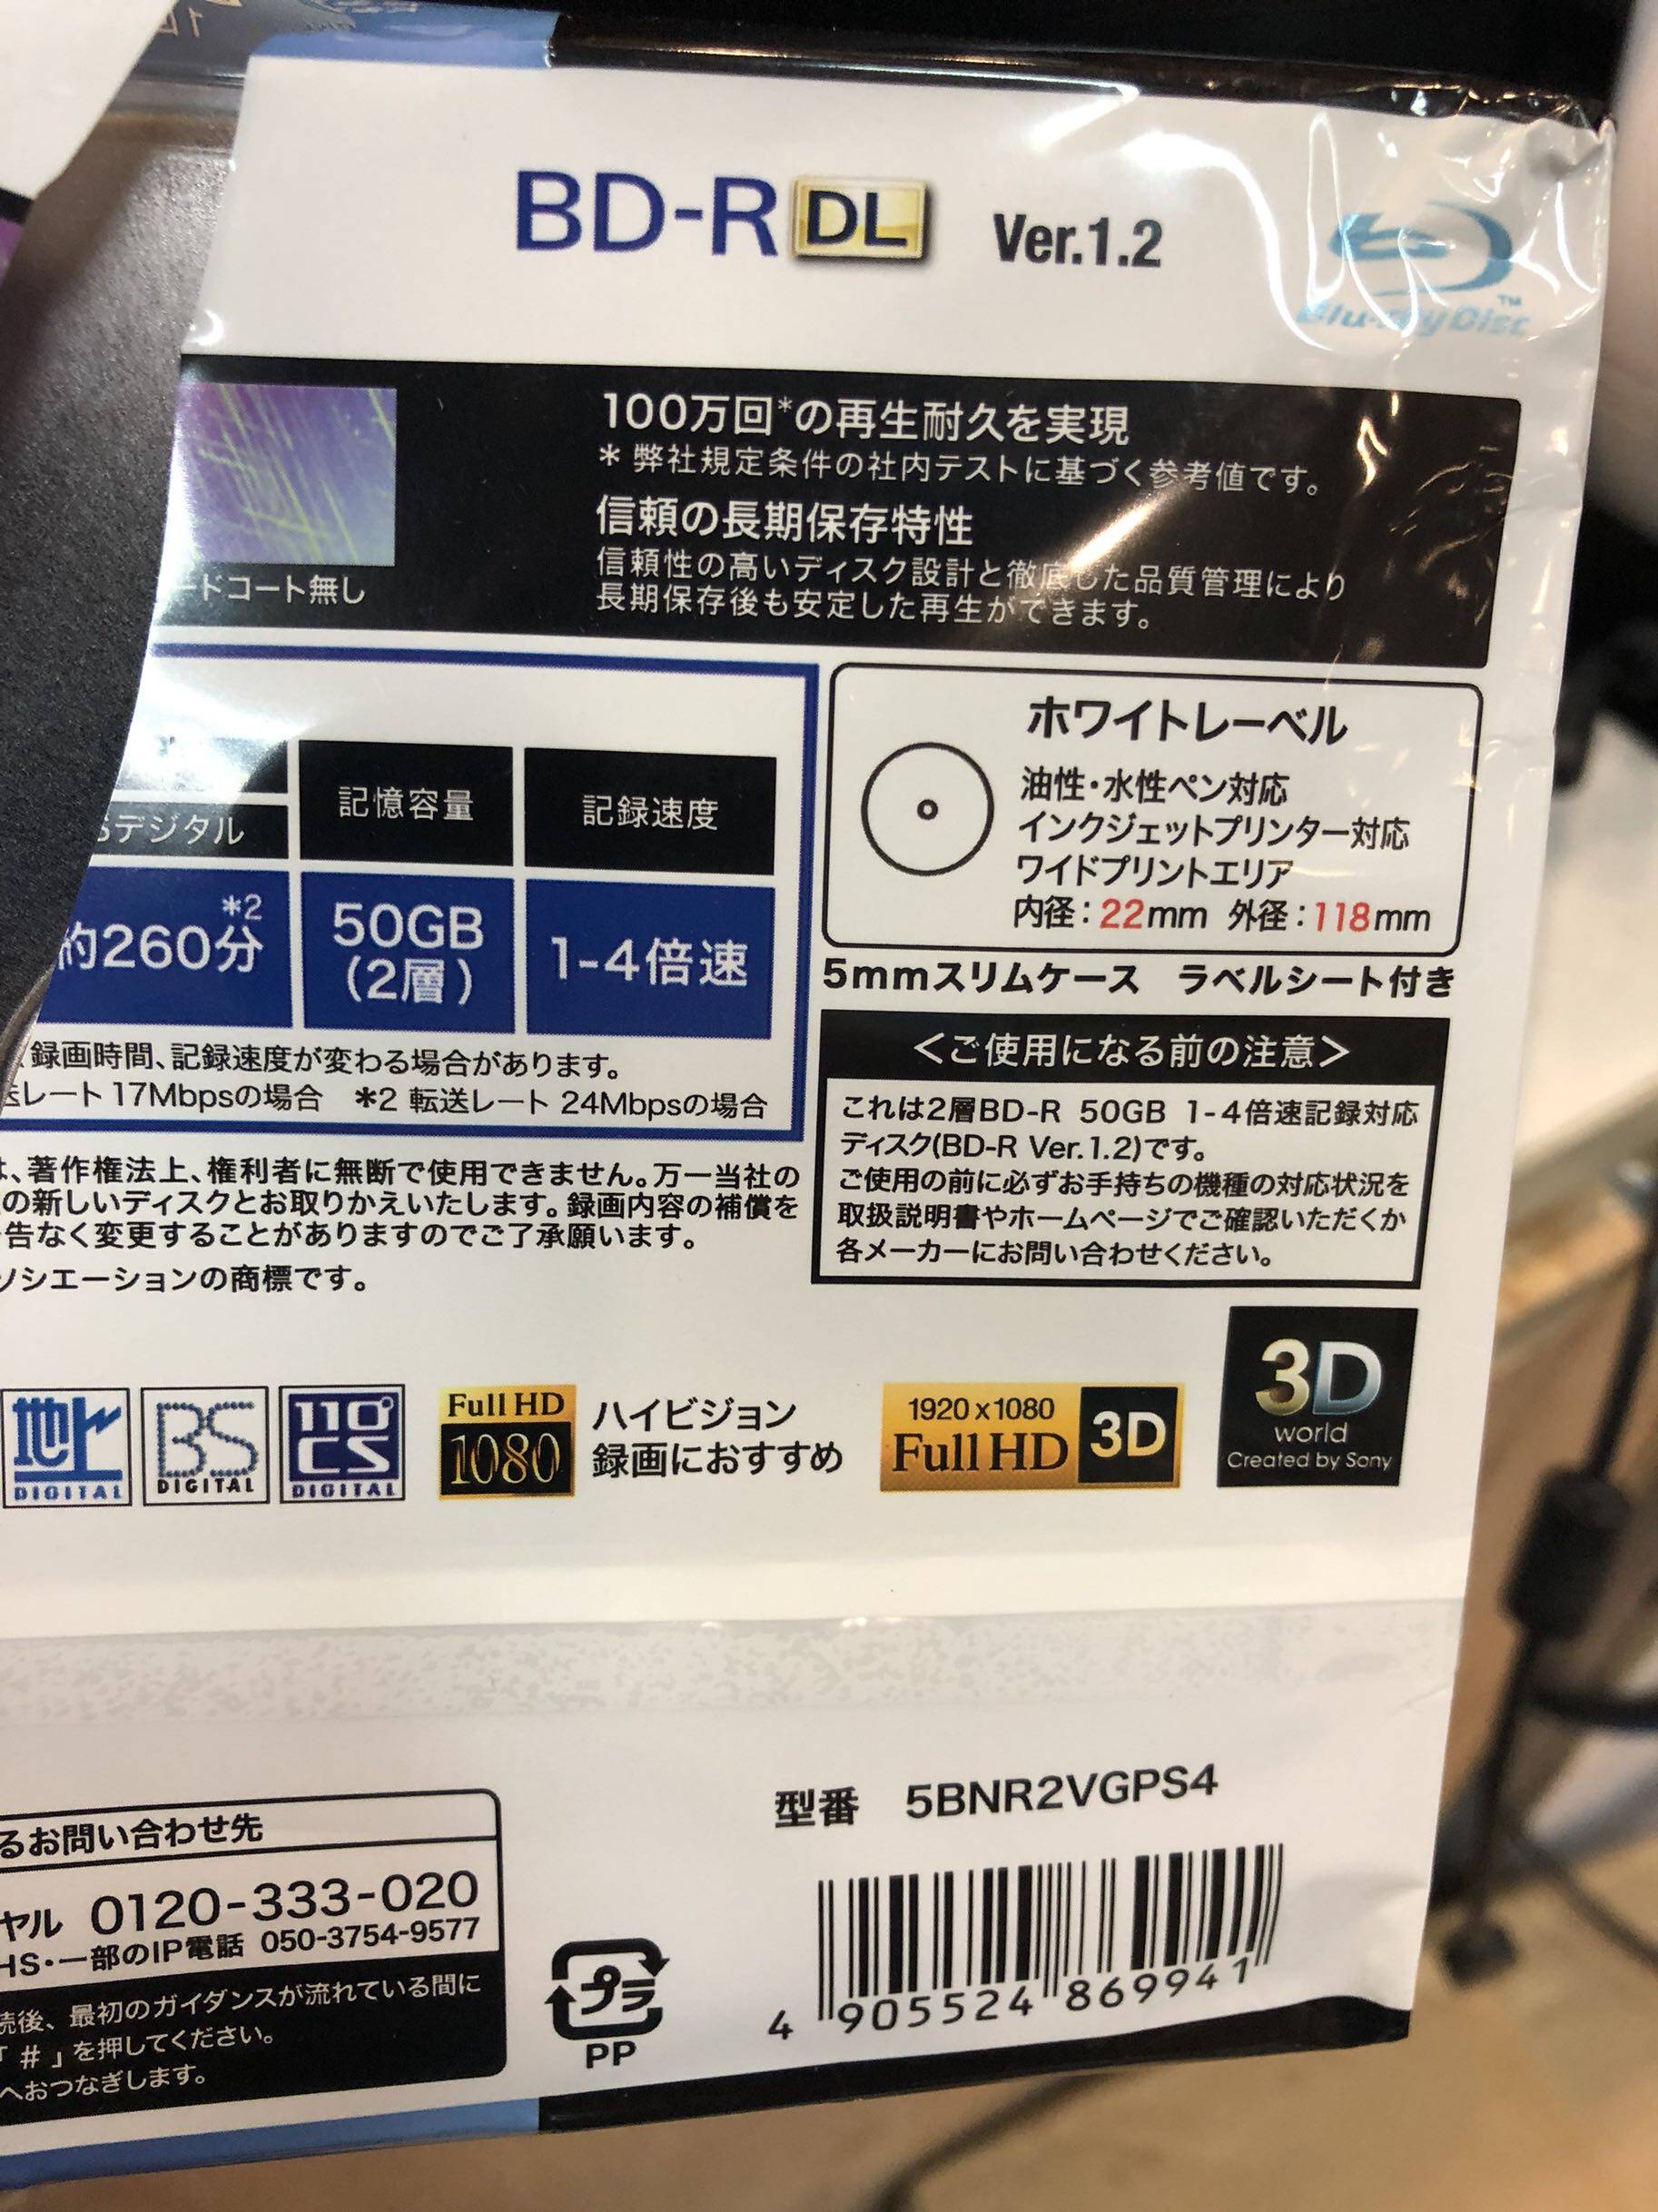 BD-R DL Ver.1.2
Blu-ray Disc™
100万回*の再生耐久を実現
* 弊社規定条件の社内テストに基づく参考値です。
信頼の長期保存特性
信頼性の高いディスク設計と徹底した品質管理により
長期保存後も安定した再生ができます。
ードコート無し
デジタル
記憶容量
記録速度
約260分*2
50GB
(2層)
1-4倍速
録画時間、記録速度が変わる場合があります。
レート 17Mbpsの場合 *2 転送レート 24Mbpsの場合
ホワイトレーベル
油性・水性ペン対応
インクジェットプリンター対応
ワイドプリントエリア
内径:22mm 外径:118mm
5mmスリムケース ラベルシート付き
<ご使用になる前の注意>
これは2層BD-R 50GB 1-4倍速記録対応
ディスク(BD-R Ver.1.2)です。
ご使用の前に必ずお手持ちの機種の対応状況を
取扱説明書やホームページでご確認いただくか
各メーカーにお問い合わせください。
、著作権法上、権利者に無断で使用できません。万一当社の
の新しいディスクとお取りかえいたします。録画内容の補償を
告なく変更することがありますのでご了承願います。
ソシエーションの商標です。
地 DIGITAL
BS DIGITAL
110° CS DIGITAL
Full HD 1080
ハイビジョン
録画におすすめ
1920x1080
Full HD 3D
3D
world
Created by Sony
型番 5BNR2VGPS4
4 905524 869941
るお問い合わせ先
ヤル 0120-333-020
HS・一部のIP電話 050-3754-9577
続後、最初のガイダンスが流れている間に
「#」を押してください。
へおつなぎします。
プラ
PP